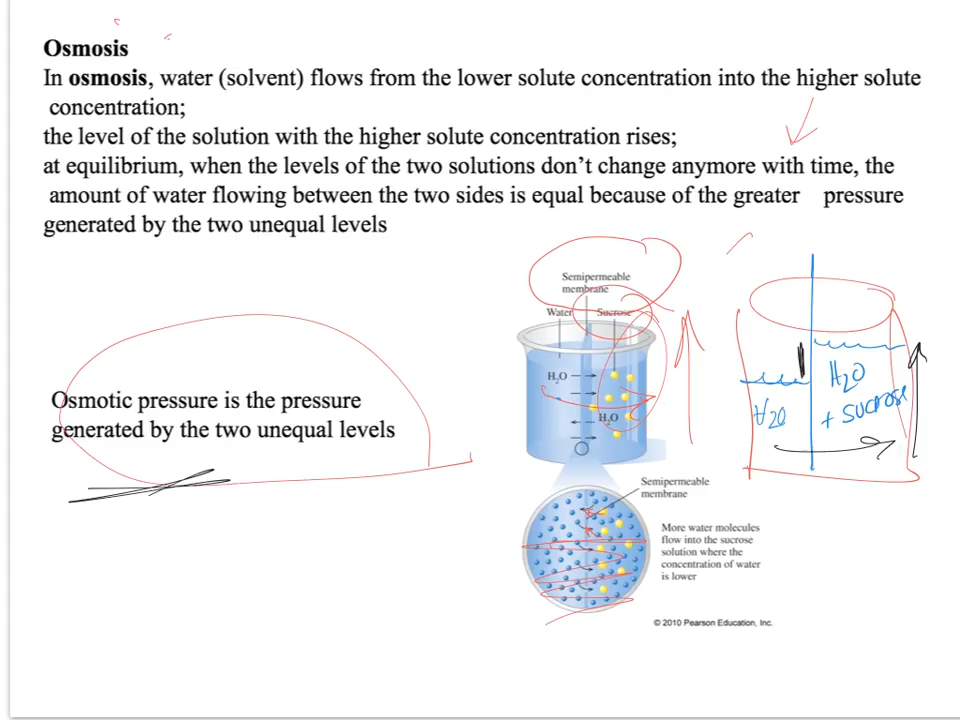 Osmosis
In osmosis, water (solvent) flows from the lower solute concentration into the higher solute
concentration;
the level of the solution with the higher solute concentration rises;
at equilibrium, when the levels of the two solutions don't change anymore with time, the
amount of water flowing between the two sides is equal because of the greater pressure
generated by the two unequal levels
Semipermeable
membrane
Water Sucrose
H₂O
H₂O
H₂O
H₂O
+ sucrose
Osmotic pressure is the pressure
generated by the two unequal levels
Semipermeable
membrane
More water molecules
flow into the sucrose
solution where the
concentration of water
is lower
© 2010 Pearson Education, Inc.